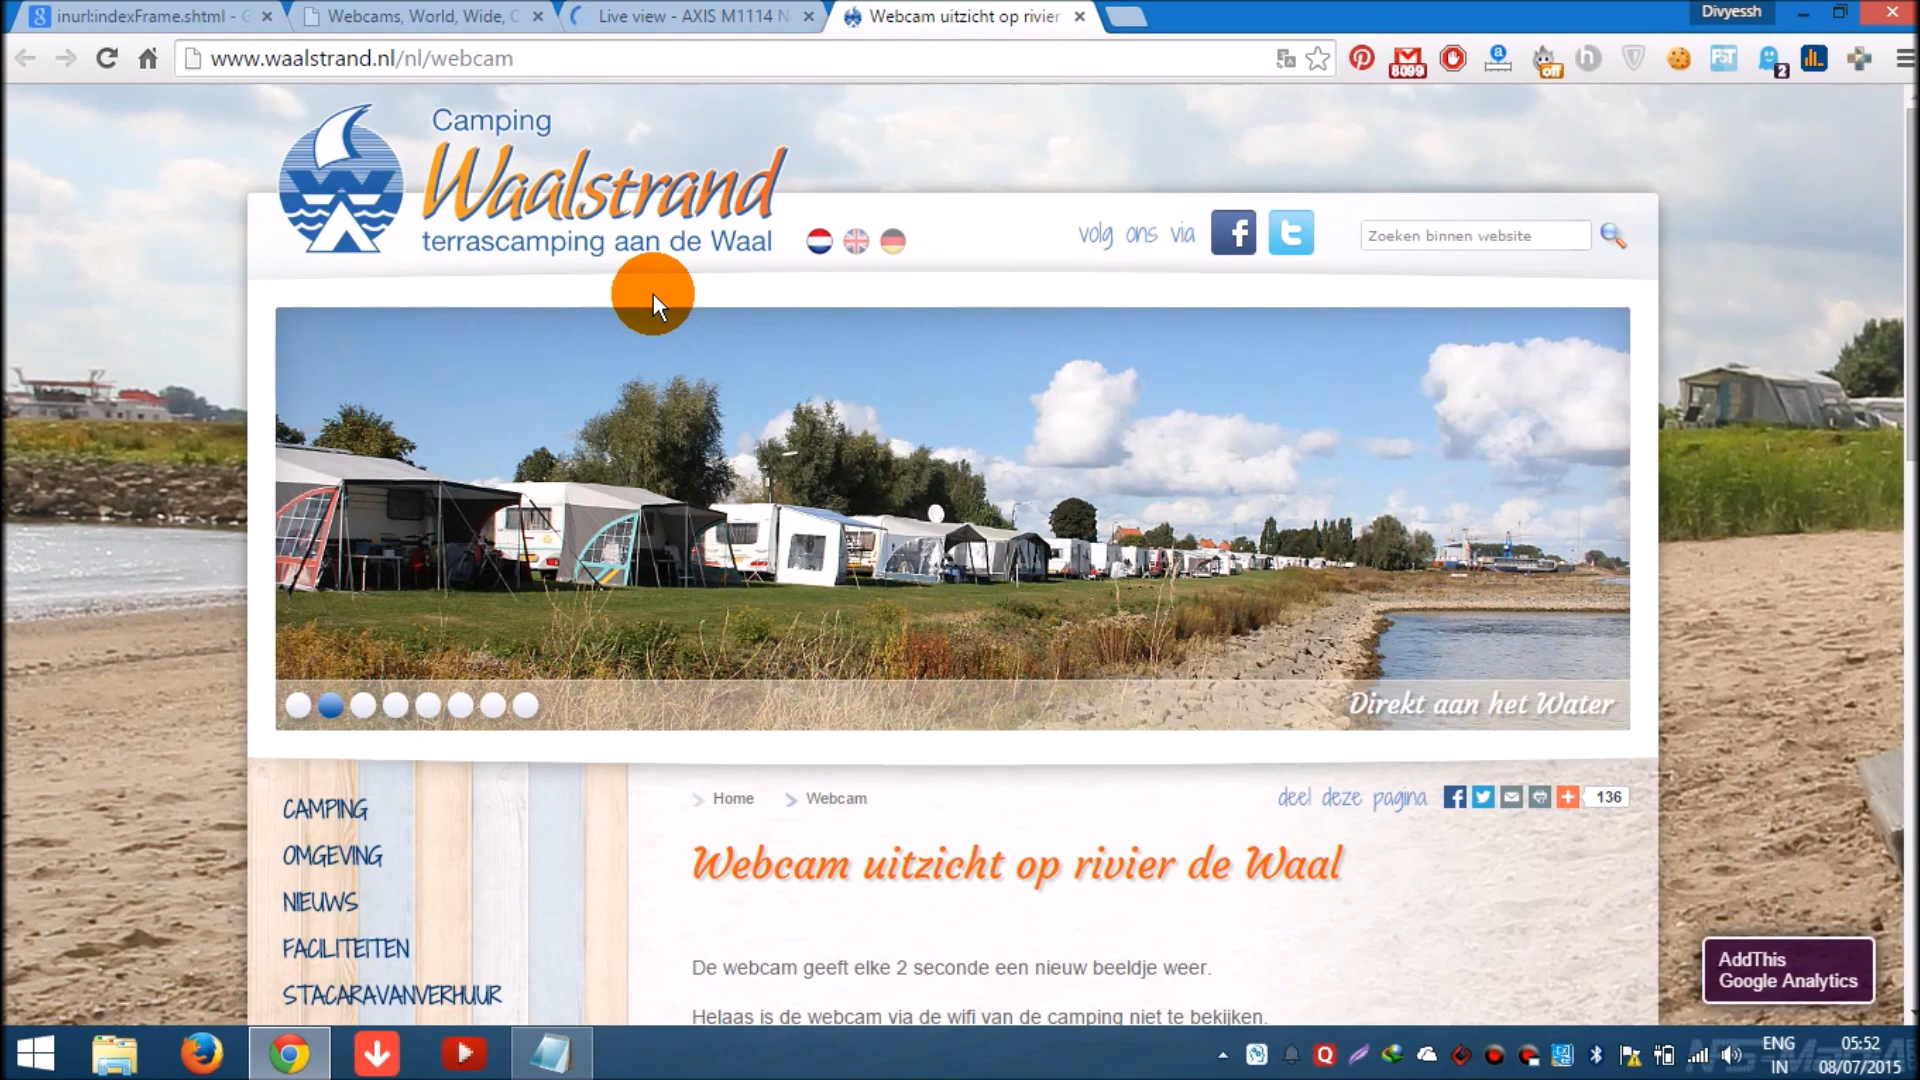 inurl:indexFrame.shtml - G
Webcams, World, Wide, C
Live view - AXIS M1114 N
Webcam uitzicht op rivier
Divyessh
www.waalstrand.nl/nl/webcam
8099
off
2
Camping
Waalstrand
terrascamping aan de Waal
volg ons via
Zoeken binnen website
Direkt aan het Water
Home
Webcam
deel deze pagina
136
CAMPING
OMGEVING
NIEUWS
FACILITEITEN
STACARAVANVERHUUR
Webcam uitzicht op rivier de Waal
De webcam geeft elke 2 seconde een nieuw beeldje weer.
Helaas is de webcam via de wifi van de camping niet te bekijken.
AddThis
Google Analytics
ENG
IN
05:52
08/07/2015